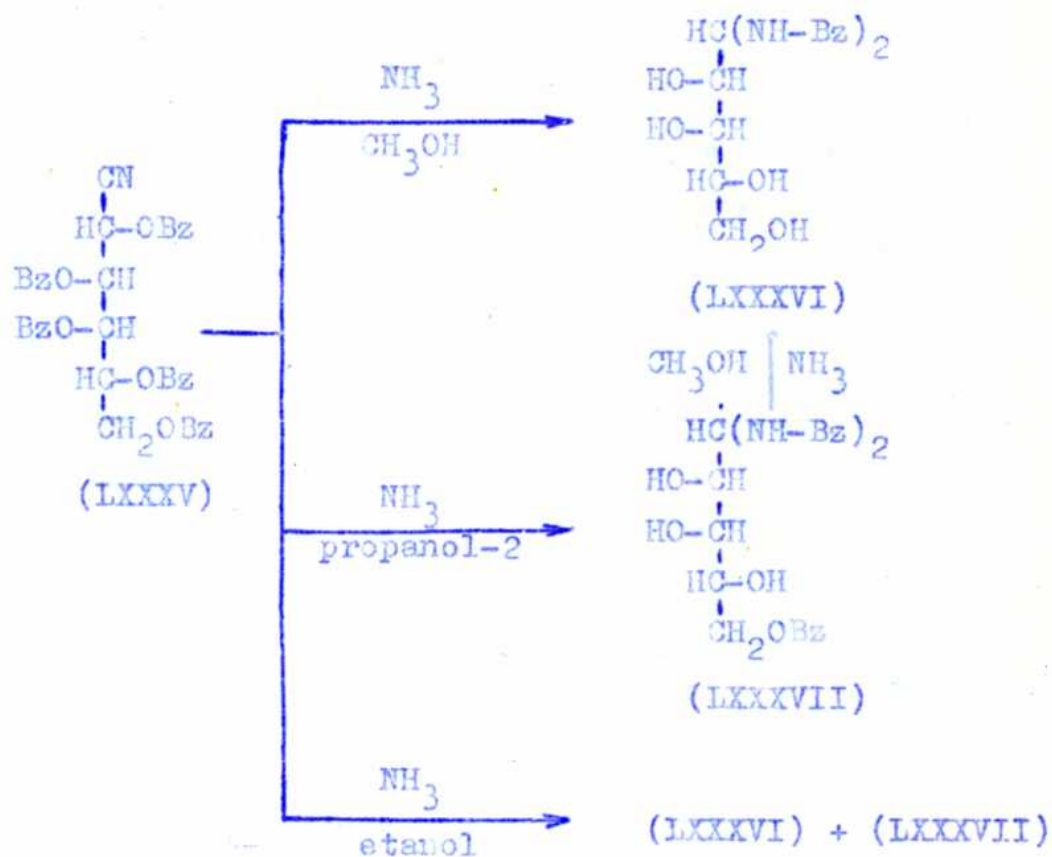 HC(NH-Bz)2
NH3
HO-CH
CH3OH
HO-CH
CN
HC-OH
HC-OBz
CH2OH
BzO-CH
(LXXXVI)
BzO-CH
CH3OH NH3
HC-OBz
HC(NH-Bz)2
CH2OBz
(LXXXV)
NH3
HO-CH
propanol-2
HO-CH
HC-OH
CH2OBz
(LXXXVII)
NH3
etanol
(LXXXVI) + (LXXXVII)